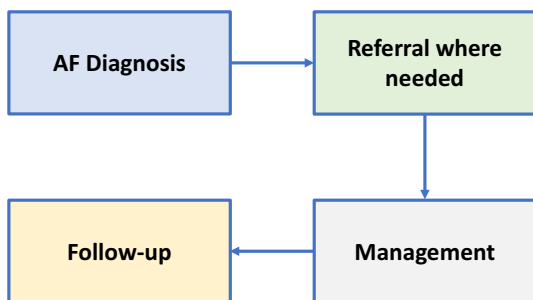 AF Diagnosis
Referral where
needed
Management
Follow-up